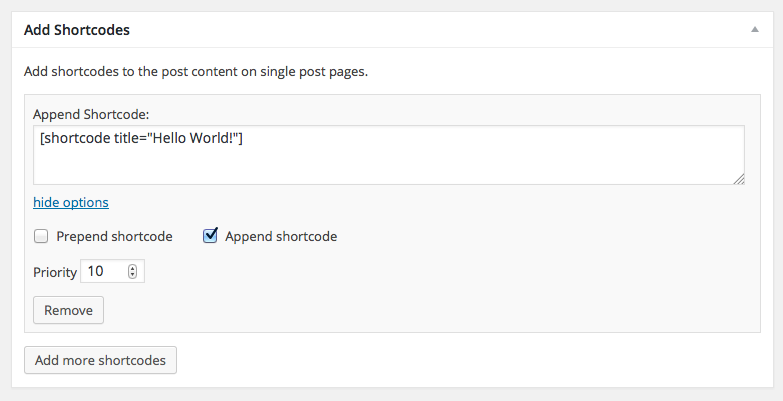 Add Shortcodes
Add shortcodes to the post content on single post pages.
Append Shortcode:
[shortcode title="Hello World!"]
hide options
Prepend shortcode Append shortcode
Priority 10
Remove
Add more shortcodes